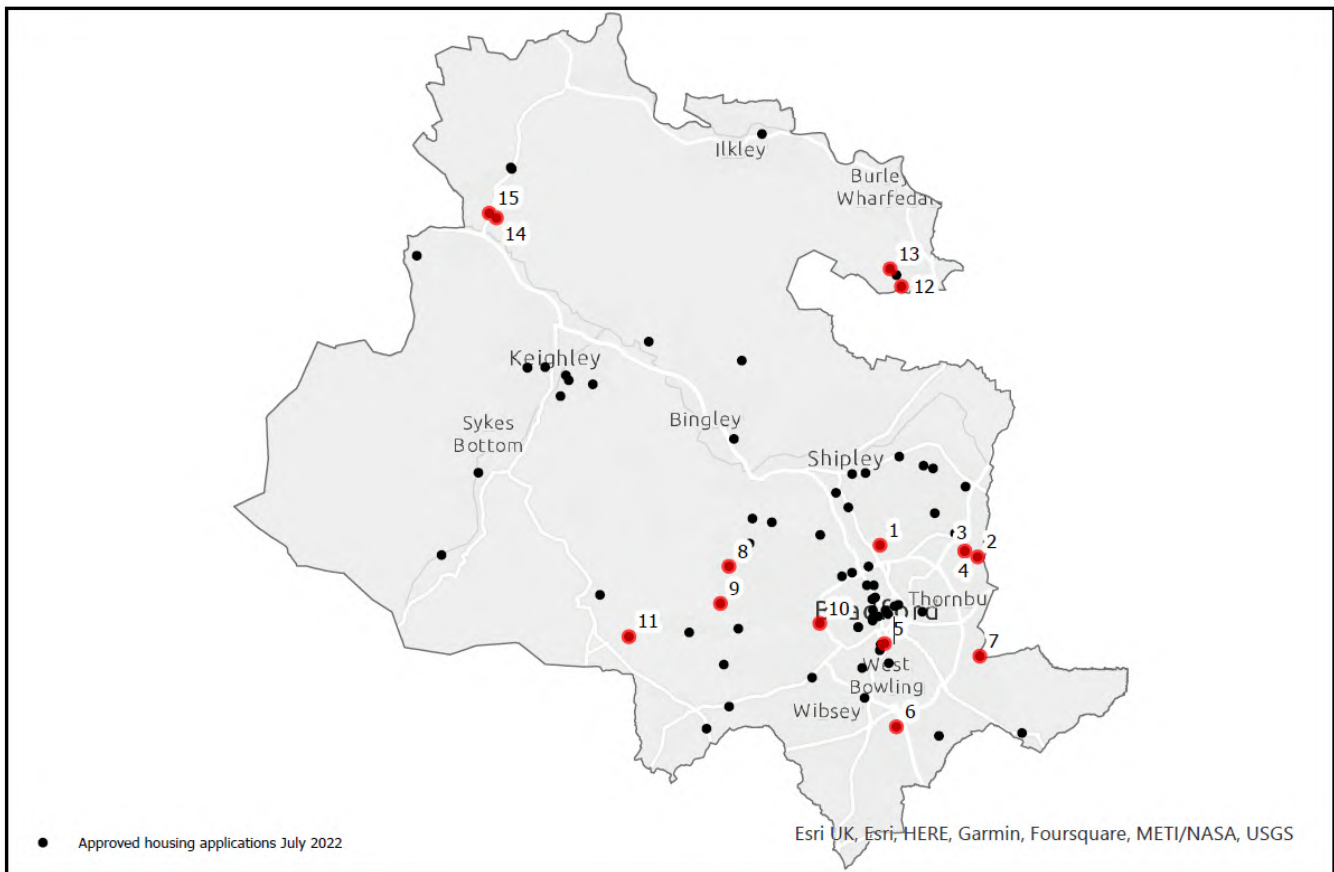 Ilkley
Burley
Wharfedal
15
14
13
12
Keighley
Sykes
Bottom
Bingley
Shipley
1
3
2
4
8
9
Thornbu
10
11
5
7
West
Bowling
Wibsey
6
Approved housing applications July 2022
Esri UK, Esri, HERE, Garmin, Foursquare, METI/NASA, USGS